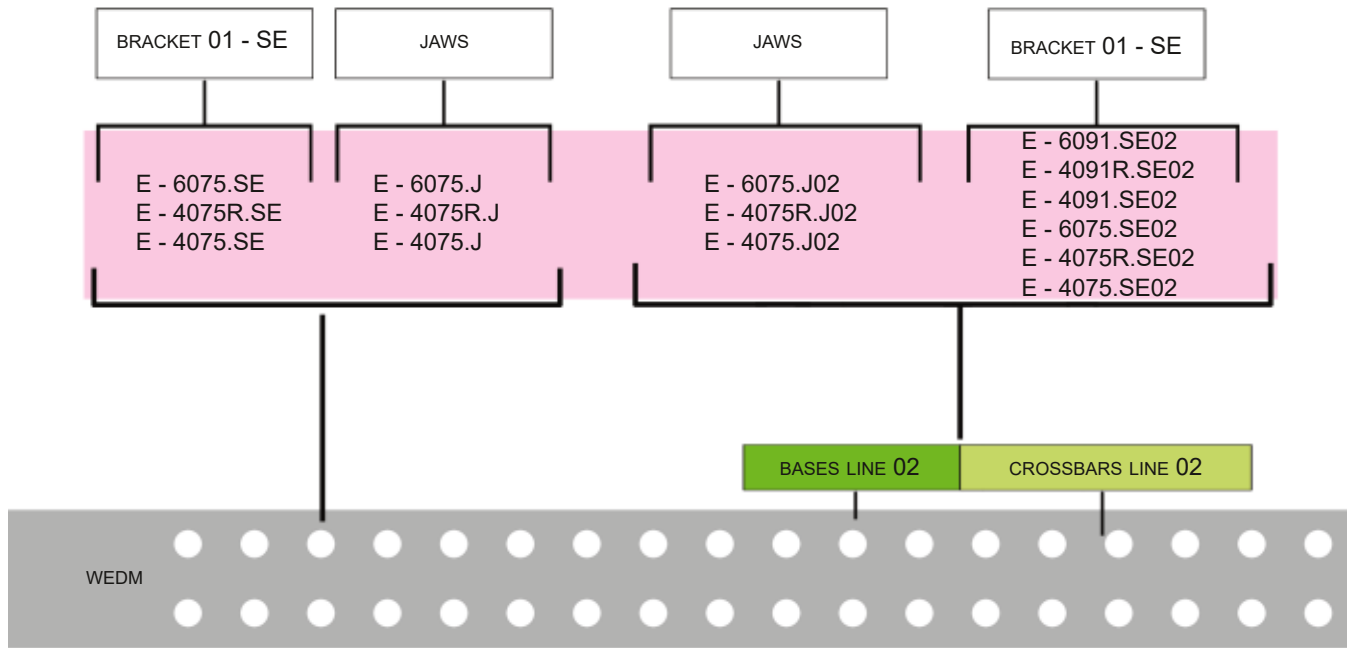 BRACKET 01 - SE
JAWS
JAWS
BRACKET 01 - SE
E - 6075.SE
E - 4075R.SE
E - 4075.SE
E - 6075.J
E - 4075R.J
E - 4075.J
E - 6075.J02
E - 4075R.J02
E - 4075.J02
E - 6091.SE02
E - 4091R.SE02
E - 4091.SE02
E - 6075.SE02
E - 4075R.SE02
E - 4075.SE02
BASES LINE 02
CROSSBARS LINE 02
WEDM